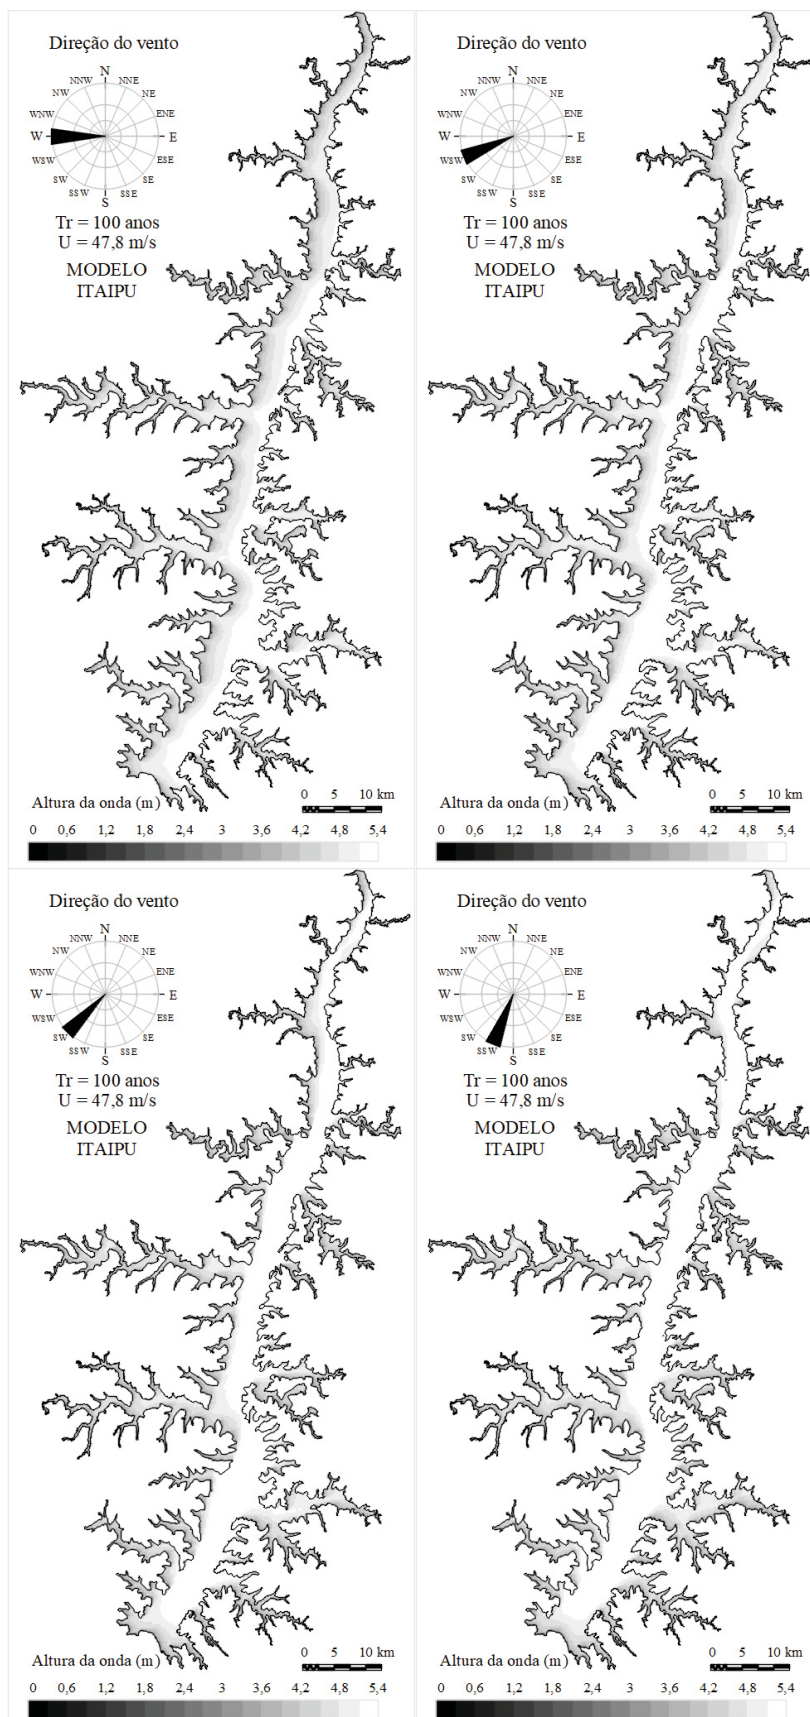 Direção do vento
N
NNW NNE
NW NE
WNW ENE
W E
WSW ESE
SW SE
SSW SSE
S
Tr = 100 anos
U = 47,8 m/s
MODELO
ITAIPU
Altura da onda (m)
0 5 10 km
0 0,6 1,2 1,8 2,4 3 3,6 4,2 4,8 5,4
Direção do vento
N
NNW NNE
NW NE
WNW ENE
W E
WSW ESE
SW SE
SSW SSE
S
Tr = 100 anos
U = 47,8 m/s
MODELO
ITAIPU
Altura da onda (m)
0 5 10 km
0 0,6 1,2 1,8 2,4 3 3,6 4,2 4,8 5,4
Direção do vento
N
NNW NNE
NW NE
WNW ENE
W E
WSW ESE
SW SE
SSW SSE
S
Tr = 100 anos
U = 47,8 m/s
MODELO
ITAIPU
Altura da onda (m)
0 5 10 km
0 0,6 1,2 1,8 2,4 3 3,6 4,2 4,8 5,4
Direção do vento
N
NNW NNE
NW NE
WNW ENE
W E
WSW ESE
SW SE
SSW SSE
S
Tr = 100 anos
U = 47,8 m/s
MODELO
ITAIPU
Altura da onda (m)
0 5 10 km
0 0,6 1,2 1,8 2,4 3 3,6 4,2 4,8 5,4